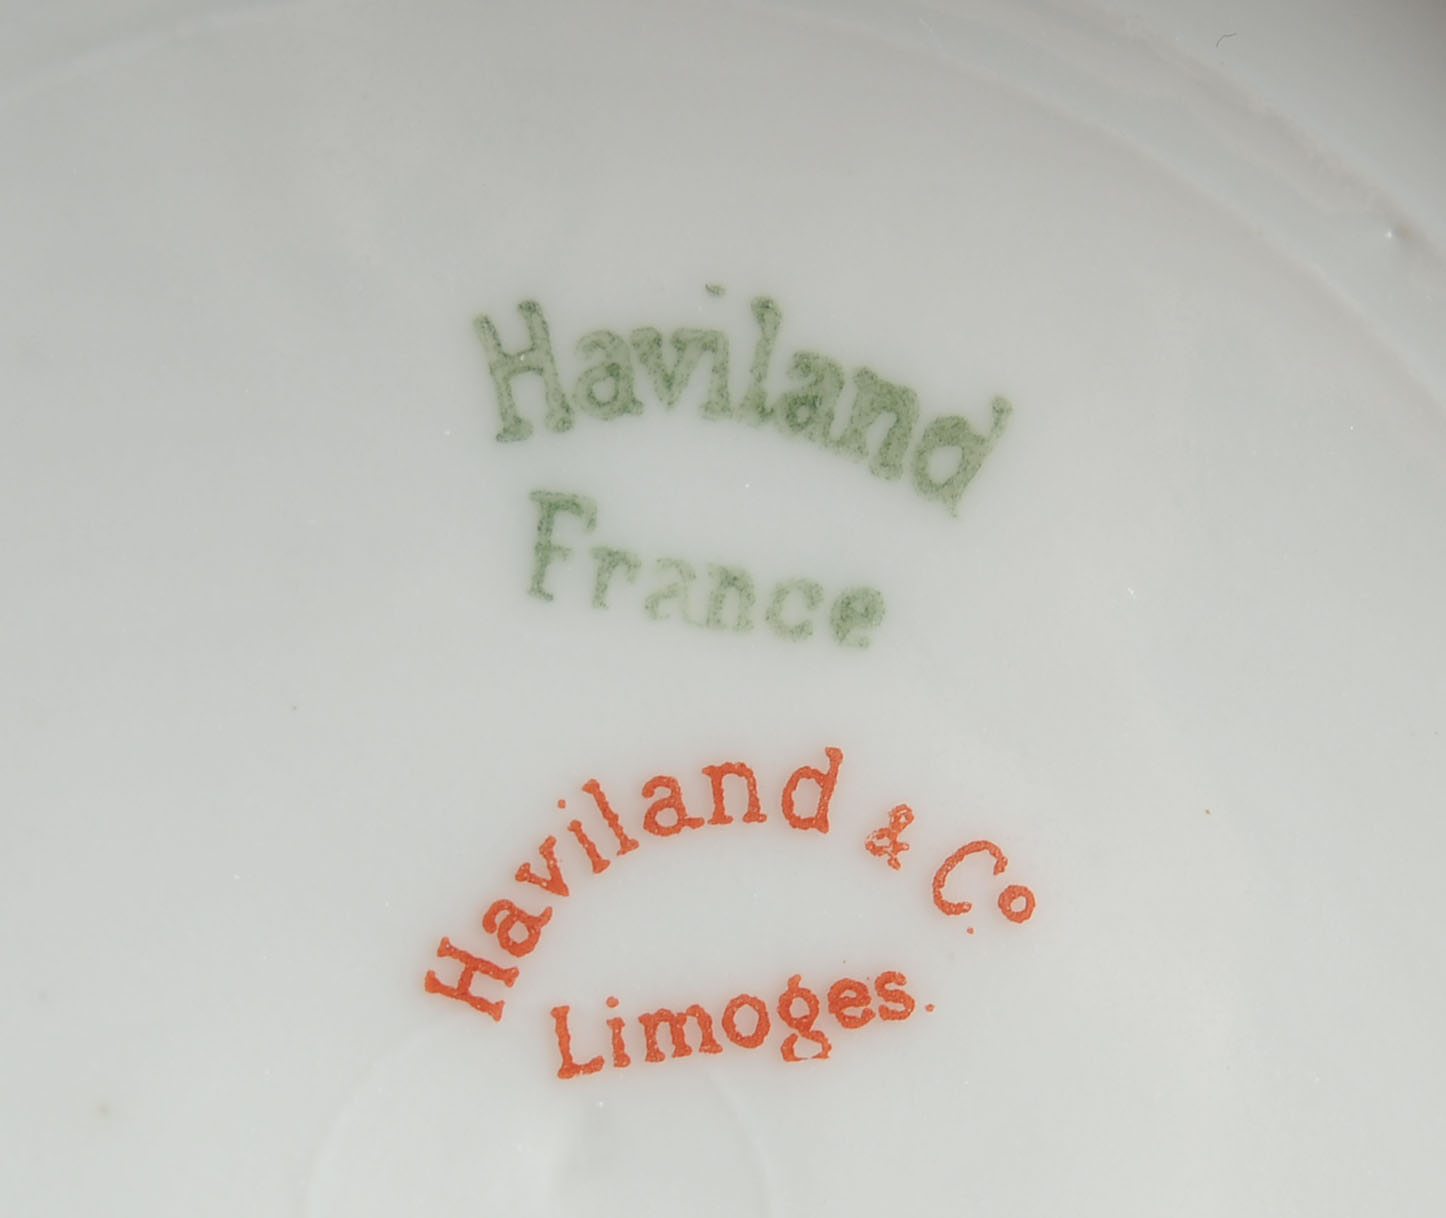 Haviland
France
Haviland & Co
Limoges.